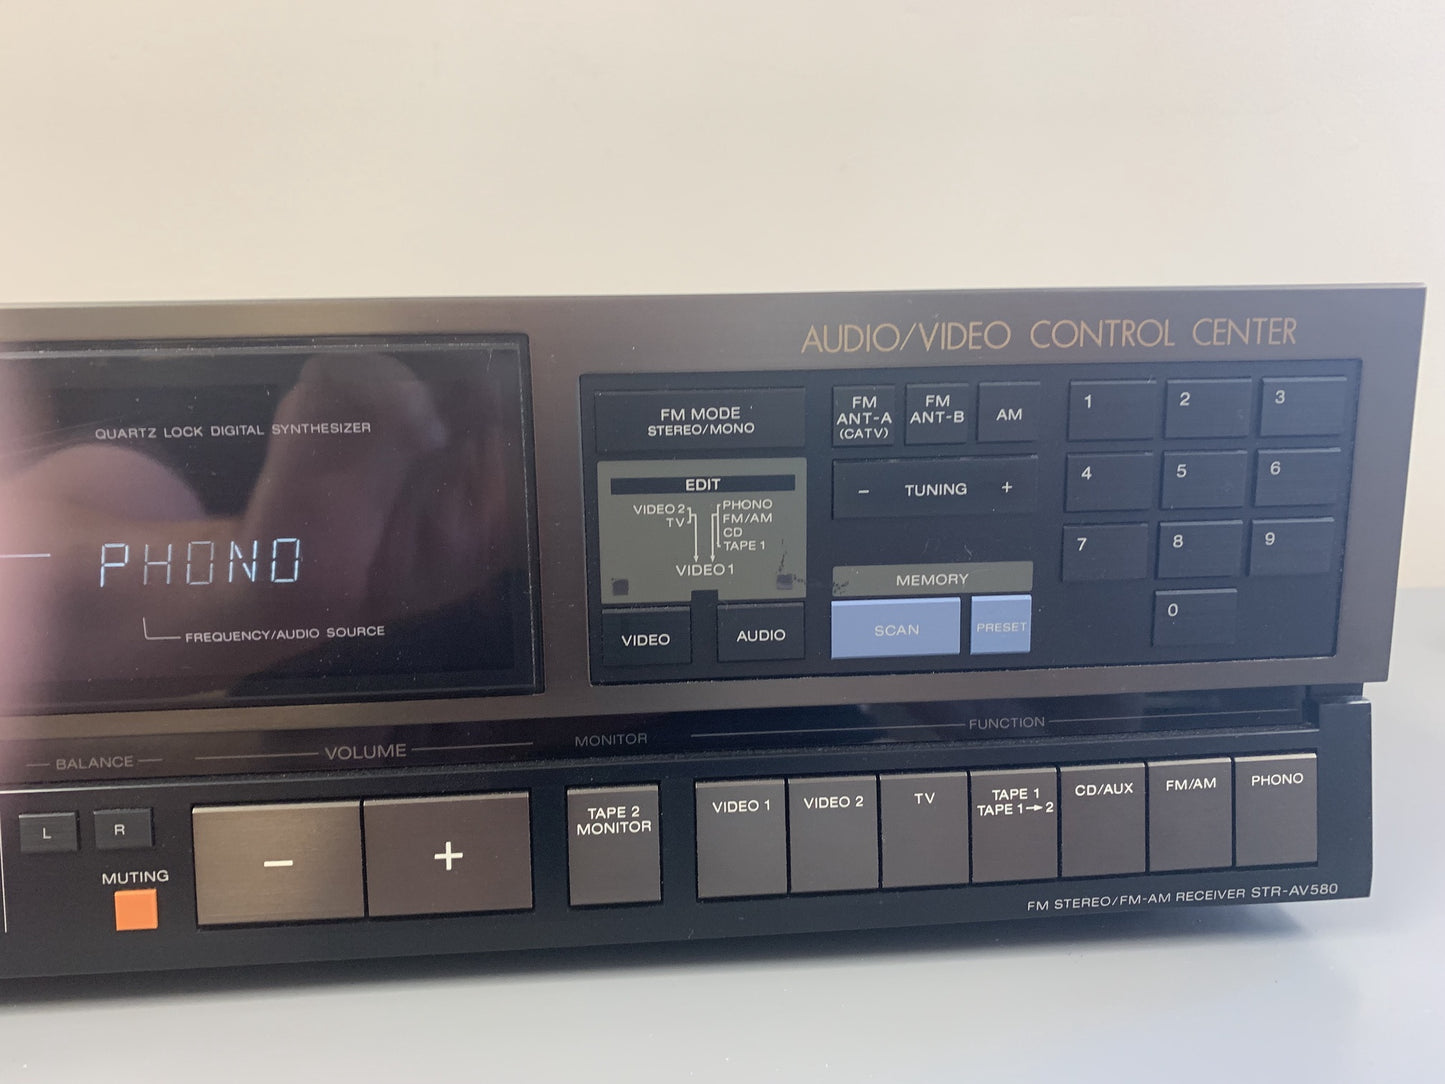 AUDIO/VIDEO CONTROL CENTER
QUARTZ LOCK DIGITAL SYNTHESIZER
PHONO
FREQUENCY/AUDIO SOURCE
FM MODE
STEREO/MONO
EDIT
VIDEO 2
TV
PHONO
FM/AM
CD
TAPE 1
VIDEO 1
VIDEO
AUDIO
FM
ANT-A
(CATV)
FM
ANT-B
AM
- TUNING +
MEMORY
SCAN
PRESET
1
2
3
4
5
6
7
8
9
0
BALANCE
VOLUME
MONITOR
FUNCTION
L
R
MUTING
-
+
TAPE 2
MONITOR
VIDEO 1
VIDEO 2
TV
TAPE 1
TAPE 1→2
CD/AUX
FM/AM
PHONO
FM STEREO/FM-AM RECEIVER STR-AV580